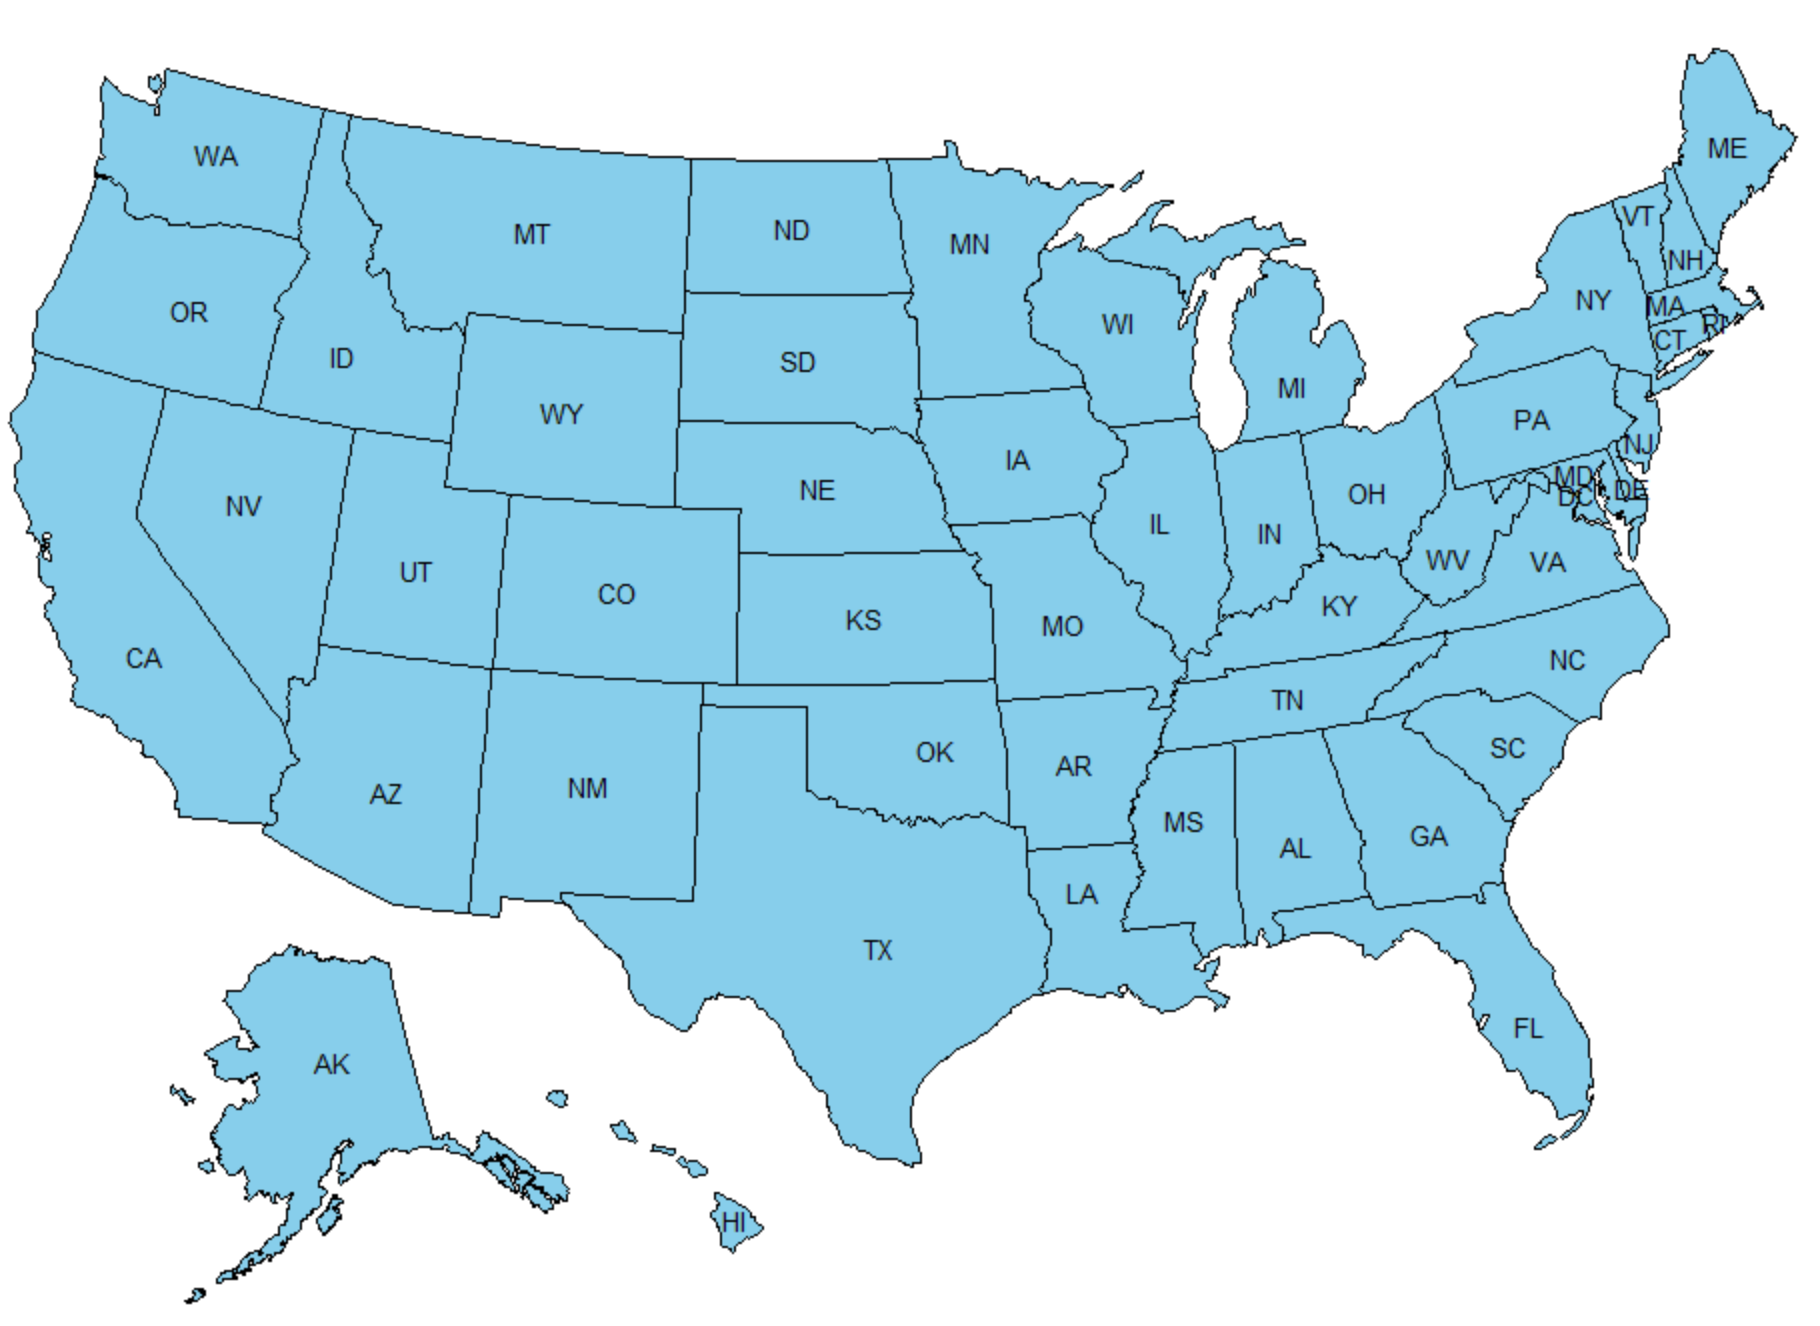 ME
WA
VT
MT
ND
MN
NH
NY
MA
OR
WI
RI
CT
ID
SD
MI
WY
PA
NJ
IA
MD
NE
DE
OH
DC
NV
IL
IN
WV
VA
UT
CO
KY
KS
MO
CA
NC
TN
SC
OK
AR
NM
AZ
MS
GA
AL
LA
TX
FL
AK
HI